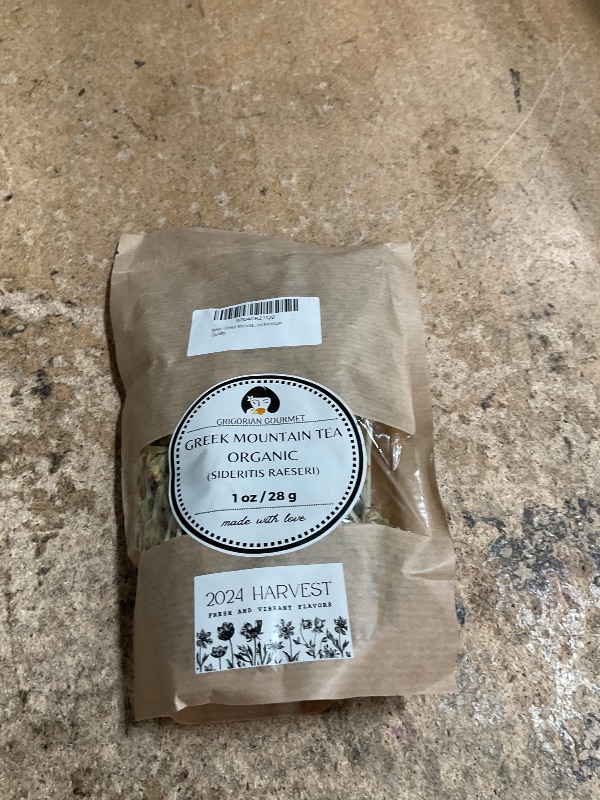 GRIGORIAN GOURMET
GREEK MOUNTAIN TEA
ORGANIC
(SIDERITIS RAESERI)
1 oz / 28 g
made with love
2024 HARVEST
FRESH AND VIBRANT FLAVORS